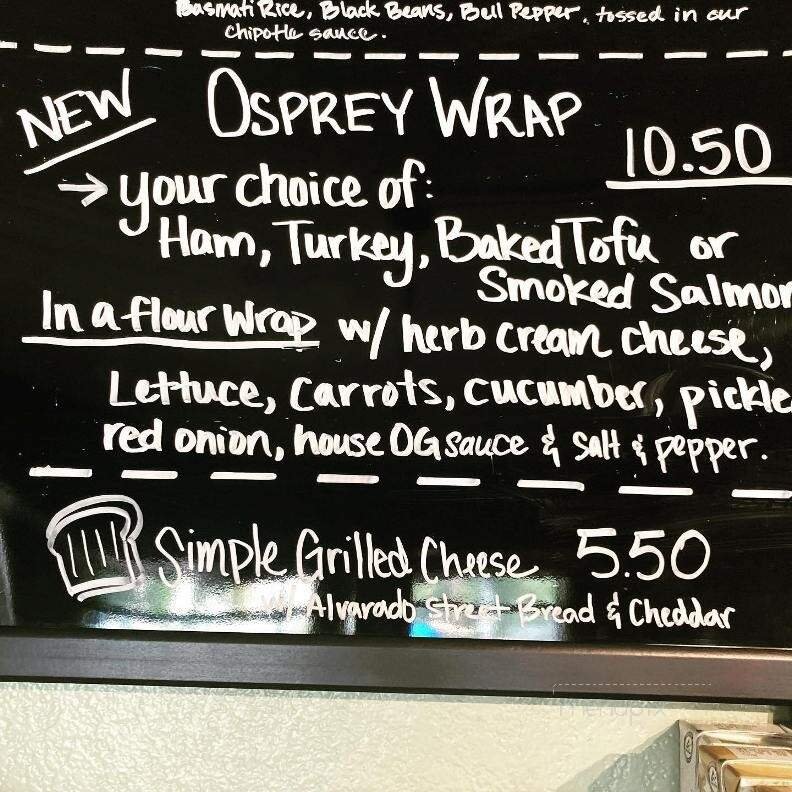 Basmati Rice, Black Beans, Bell Pepper, tossed in our
Chipotle sauce.
NEW OSPREY WRAP
10.50
→ your choice of:
Ham, Turkey, Baked Tofu or
Smoked Salmon
In a flour wrap w/ herb cream cheese,
Lettuce, carrots, cucumber, pickle
red onion, house OG sauce & salt & pepper.
Simple Grilled Cheese 5.50
w/ Alvarado Street Bread & Cheddar
menupix